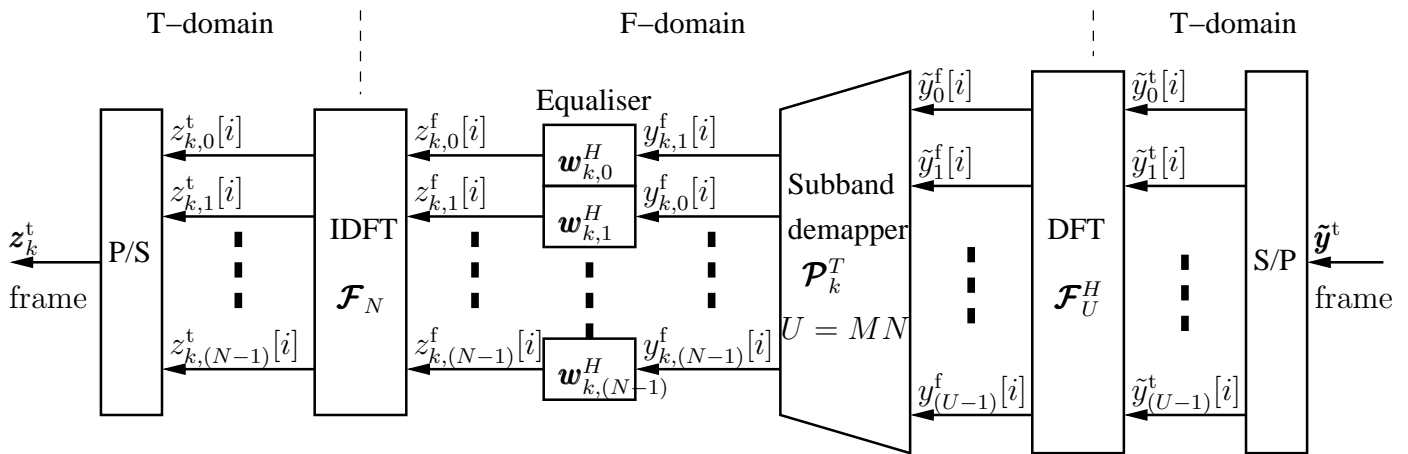 T–domain F–domain T–domain
Equaliser
z^t_{k,0}[i] z^f_{k,0}[i] w^H_{k,0} y^f_{k,1}[i] ỹ^f_0[i] ỹ^t_0[i]
z^t_{k,1}[i] z^f_{k,1}[i] w^H_{k,1} y^f_{k,0}[i] ỹ^f_1[i] ỹ^t_1[i]
Subband
demapper
P^T_k
U = MN
z^t_k
frame
P/S
IDFT
F_N
DFT
F^H_U
S/P
ỹ^t
frame
z^t_{k,(N−1)}[i] z^f_{k,(N−1)}[i] w^H_{k,(N−1)} y^f_{k,(N−1)}[i] y^f_{(U−1)}[i] ỹ^t_{(U−1)}[i]